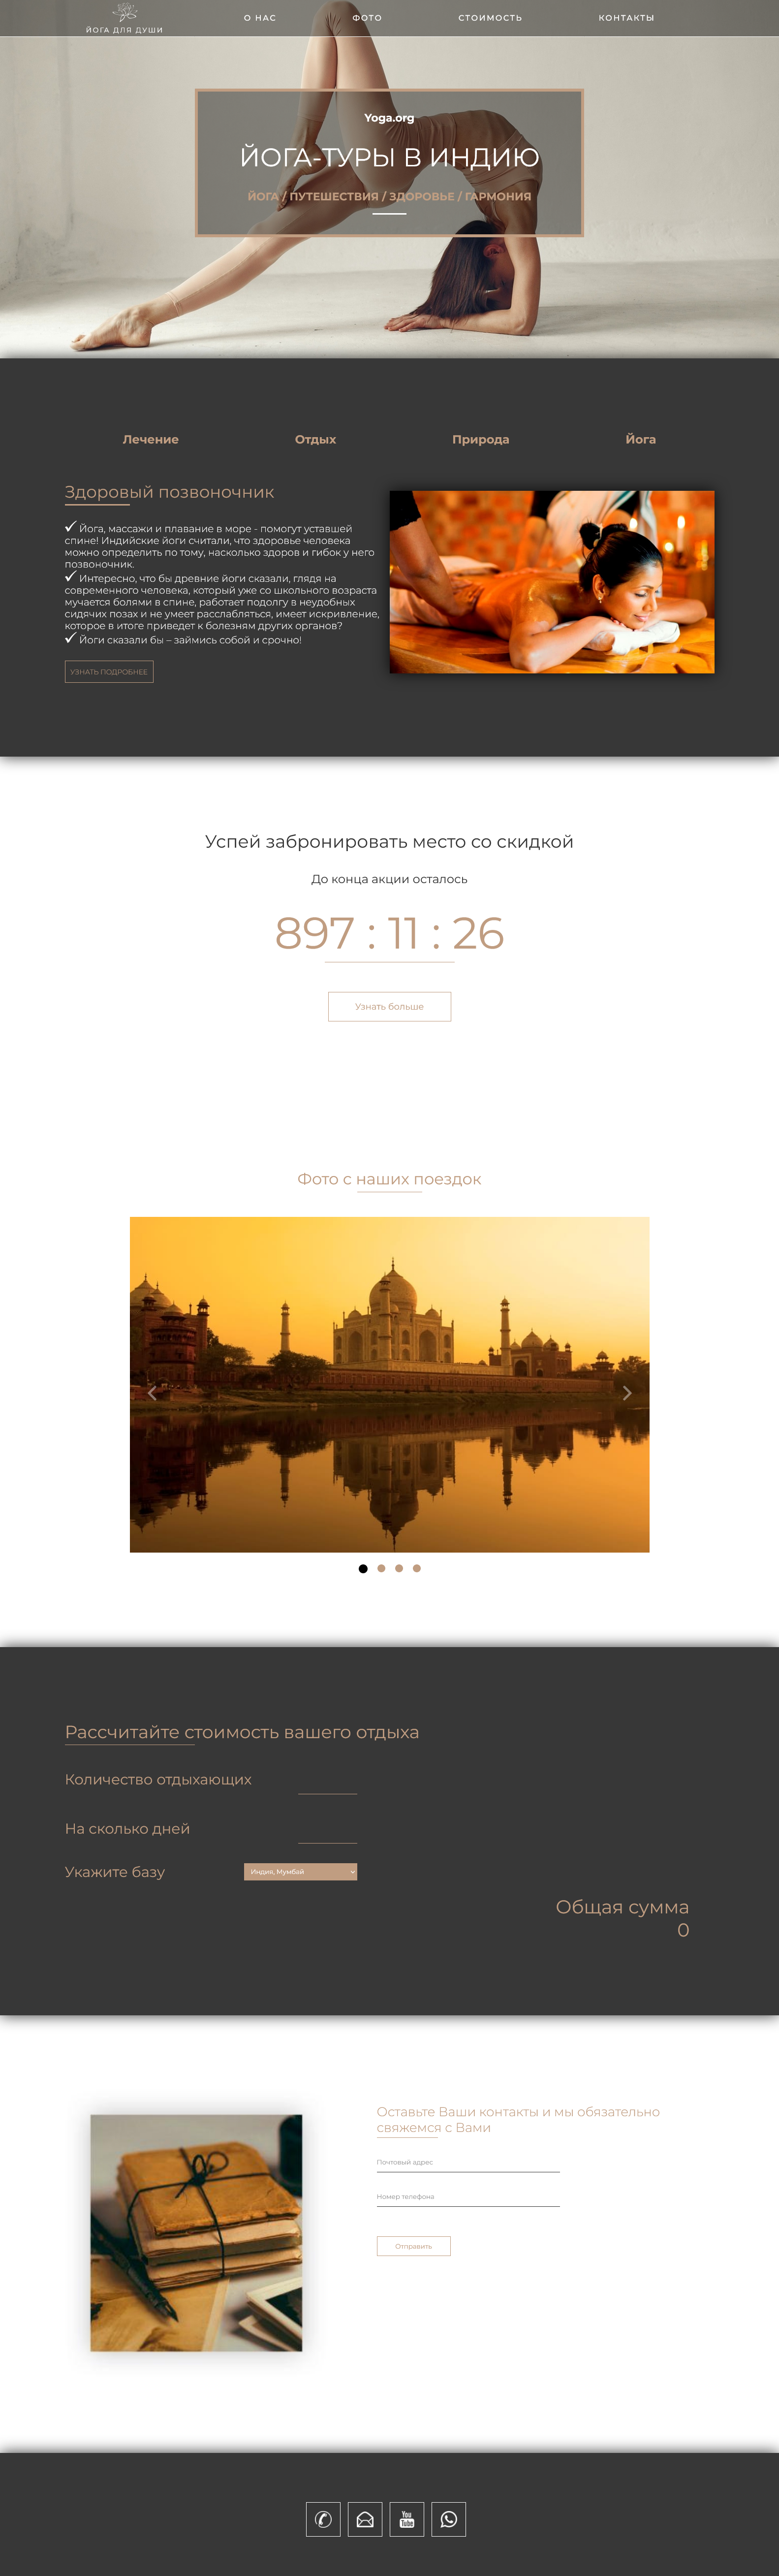 ЙОГА ДЛЯ ДУШИ
О НАС
ФОТО
СТОИМОСТЬ
КОНТАКТЫ
Yoga.org
ЙОГА-ТУРЫ В ИНДИЮ
ЙОГА / ПУТЕШЕСТВИЯ / ЗДОРОВЬЕ / ГАРМОНИЯ
Лечение
Отдых
Природа
Йога
Здоровый позвоночник
Йога, массажи и плавание в море - помогут уставшей
спине! Индийские йоги считали, что здоровье человека
можно определить по тому, насколько здоров и гибок у него
позвоночник.
Интересно, что бы древние йоги сказали, глядя на
современного человека, который уже со школьного возраста
мучается болями в спине, работает подолгу в неудобных
сидячих позах и не умеет расслабляться, имеет искривление,
которое в итоге приведет к болезням других органов?
Йоги сказали бы – займись собой и срочно!
УЗНАТЬ ПОДРОБНЕЕ
Успей забронировать место со скидкой
До конца акции осталось
897 : 11 : 26
Узнать больше
Фото с наших поездок
Рассчитайте стоимость вашего отдыха
Количество отдыхающих
На сколько дней
Укажите базу
Индия, Мумбай
Общая сумма
0
Оставьте Ваши контакты и мы обязательно
свяжемся с Вами
Почтовый адрес
Номер телефона
Отправить
You
Tube